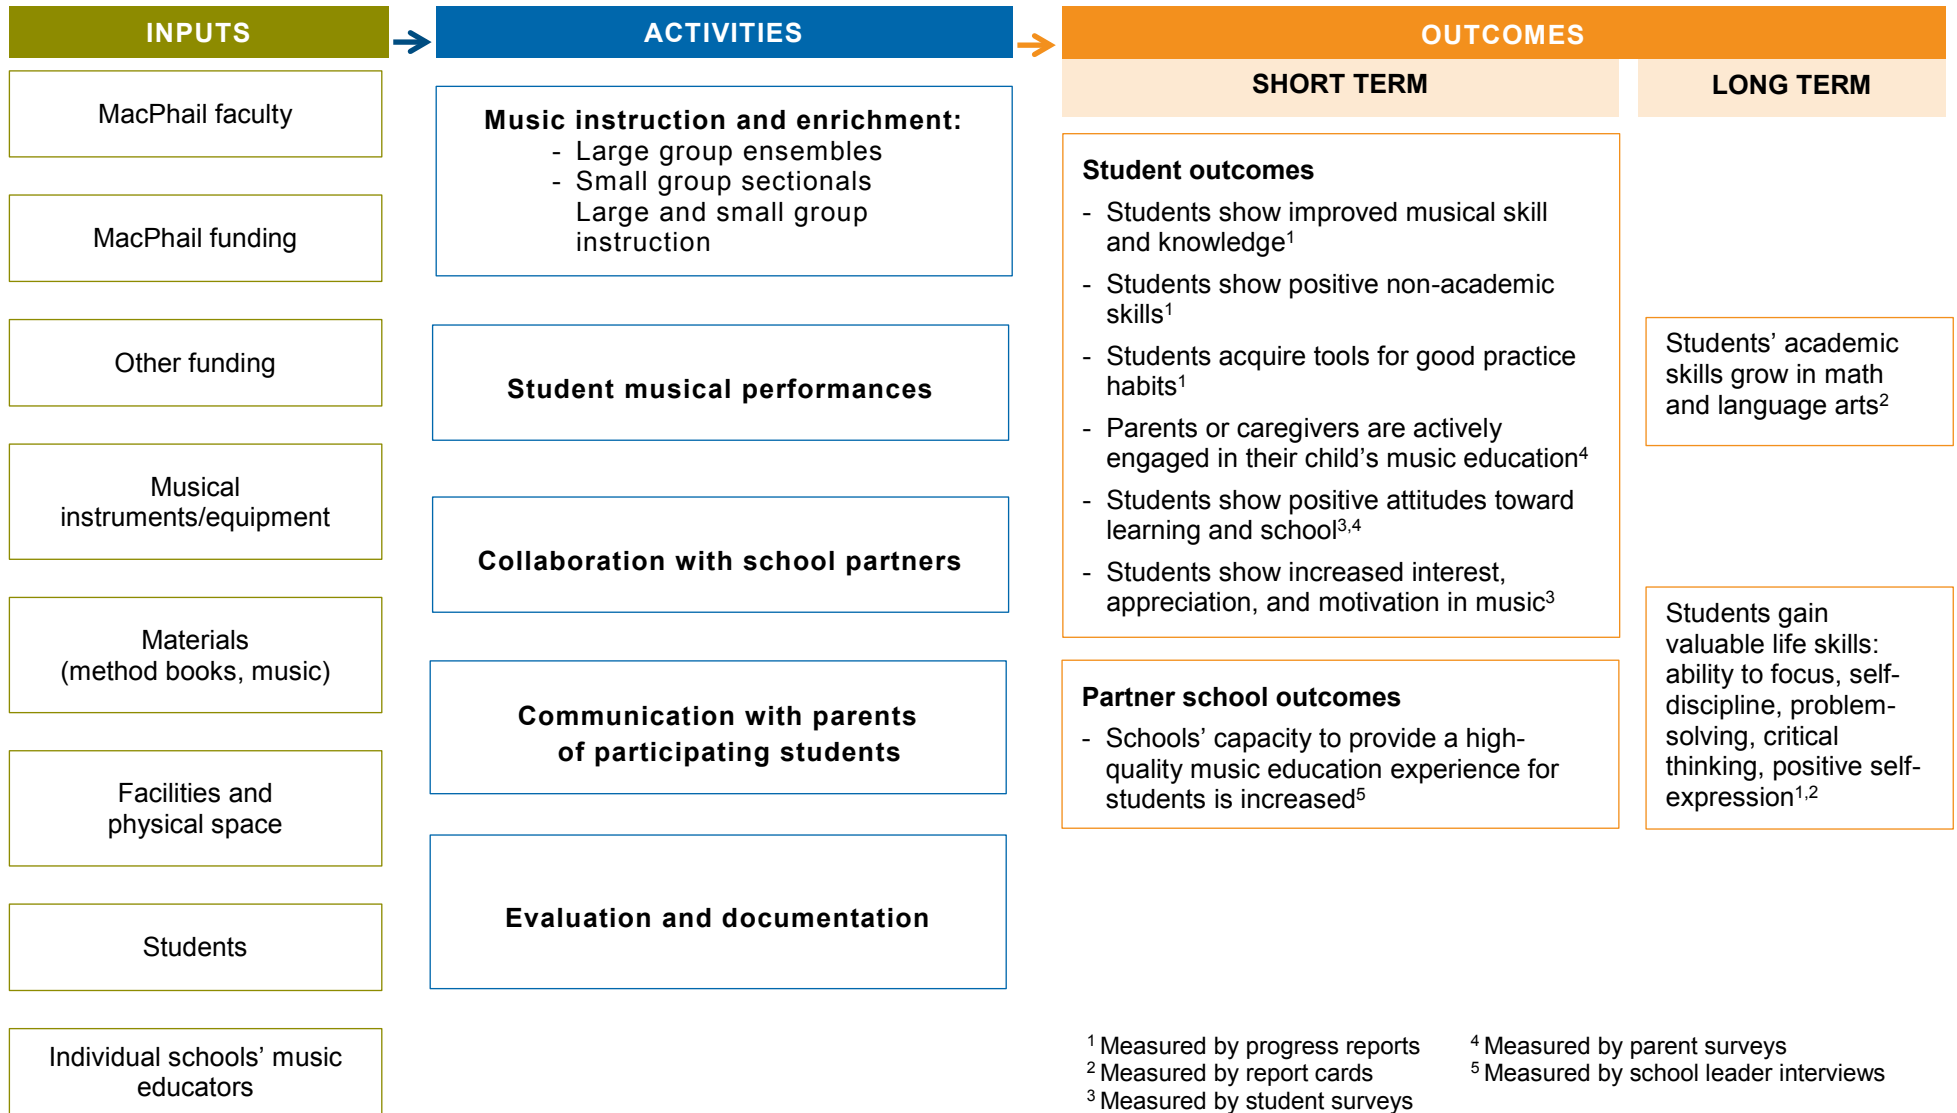 INPUTS
MacPhail faculty
MacPhail funding
Other funding
Musical
instruments/equipment
Materials
(method books, music)
Facilities and
physical space
Students
Individual schools’ music
educators
ACTIVITIES
Music instruction and enrichment:
- Large group ensembles
- Small group sectionals
Large and small group
instruction
Student musical performances
Collaboration with school partners
Communication with parents
of participating students
Evaluation and documentation
OUTCOMES
SHORT TERM
Student outcomes
- Students show improved musical skill
and knowledge¹
- Students show positive non-academic
skills¹
- Students acquire tools for good practice
habits¹
- Parents or caregivers are actively
engaged in their child’s music education⁴
- Students show positive attitudes toward
learning and school³,⁴
- Students show increased interest,
appreciation, and motivation in music³
Partner school outcomes
- Schools’ capacity to provide a high-
quality music education experience for
students is increased⁵
LONG TERM
Students’ academic
skills grow in math
and language arts²
Students gain
valuable life skills:
ability to focus, self-
discipline, problem-
solving, critical
thinking, positive self-
expression¹,²
¹ Measured by progress reports
² Measured by report cards
³ Measured by student surveys
⁴ Measured by parent surveys
⁵ Measured by school leader interviews